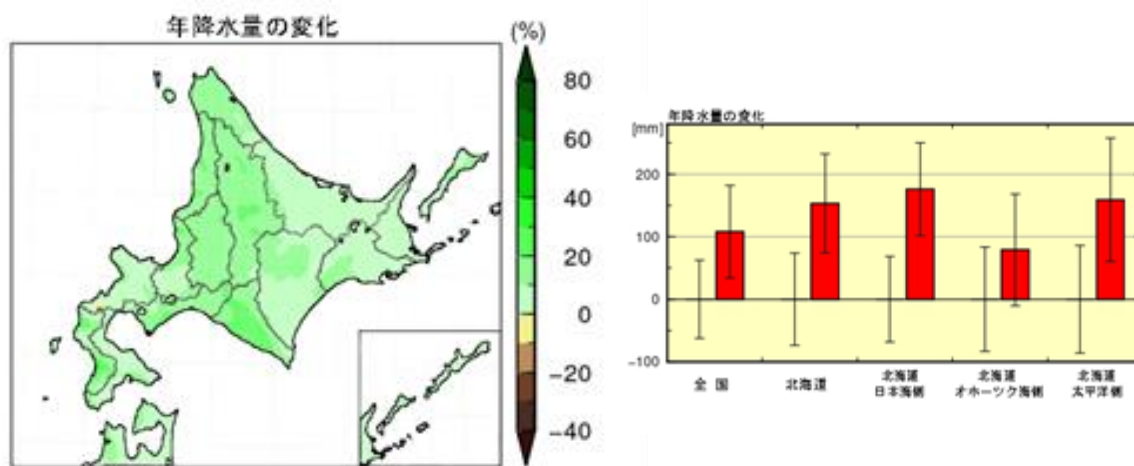 年降水量の変化
(%)
80
60
40
20
0
-20
-40
年降水量の変化
[mm]
200
100
0
-100
全 国
北海道
北海道
日本海側
北海道
オホーツク海側
北海道
太平洋側